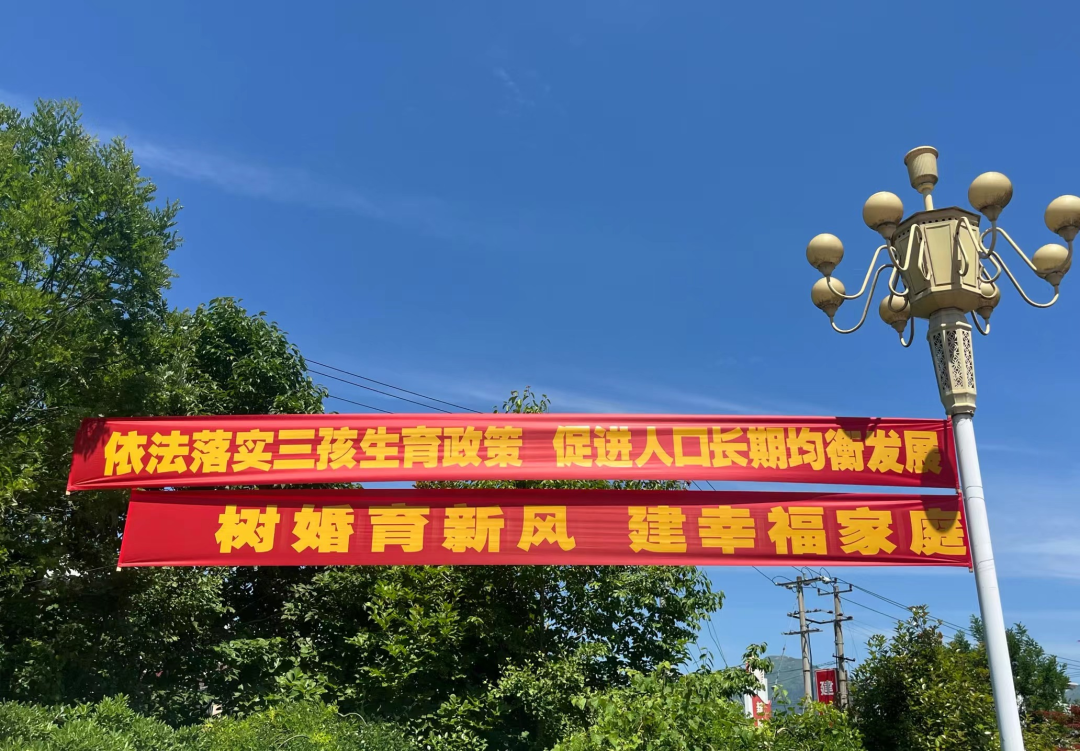 依法落实三孩生育政策 促进人口长期均衡发展
树婚育新风 建幸福家庭
建